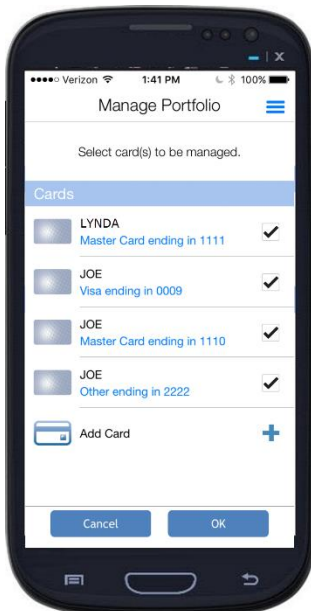 Verizon 1:41 PM 100%
Manage Portfolio
Select card(s) to be managed.
Cards
LYNDA
Master Card ending in 1111
JOE
Visa ending in 0009
JOE
Master Card ending in 1110
JOE
Other ending in 2222
Add Card
Cancel OK